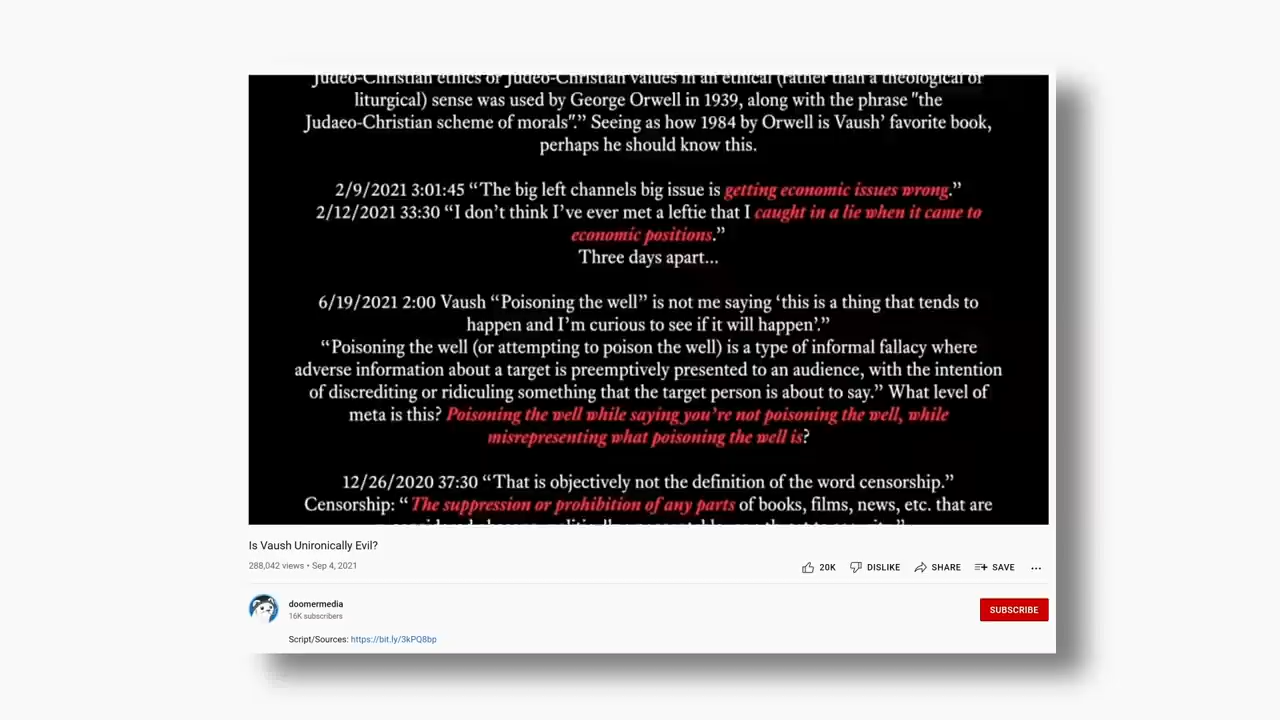 Judeo-Christian ethics or Judeo-Christian values in an ethical (rather than a theological or
liturgical) sense was used by George Orwell in 1939, along with the phrase "the
Judaeo-Christian scheme of morals".” Seeing as how 1984 by Orwell is Vaush’ favorite book,
perhaps he should know this.
2/9/2021 3:01:45 “The big left channels big issue is getting economic issues wrong.”
2/12/2021 33:30 “I don’t think I’ve ever met a leftie that I caught in a lie when it came to
economic positions.”
Three days apart...
6/19/2021 2:00 Vaush “Poisoning the well” is not me saying ‘this is a thing that tends to
happen and I’m curious to see if it will happen’.”
“Poisoning the well (or attempting to poison the well) is a type of informal fallacy where
adverse information about a target is preemptively presented to an audience, with the intention
of discrediting or ridiculing something that the target person is about to say.” What level of
meta is this? Poisoning the well while saying you’re not poisoning the well, while
misrepresenting what poisoning the well is?
12/26/2020 37:30 “That is objectively not the definition of the word censorship.”
Censorship: “ The suppression or prohibition of any parts of books, films, news, etc. that are
Is Vaush Unironically Evil?
288,042 views • Sep 4, 2021
20K DISLIKE SHARE SAVE ...
doomermedia
16K subscribers
SUBSCRIBE
Script/Sources: https://bit.ly/3kPQ8bp